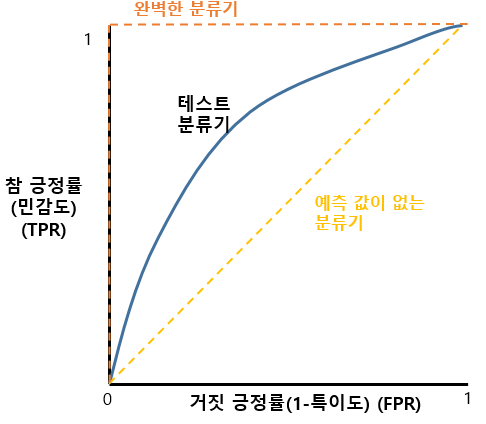 완벽한 분류기
1
테스트
분류기
참 긍정률
(민감도)
(TPR)
예측 값이 없는
분류기
0
거짓 긍정률(1-특이도) (FPR)
1